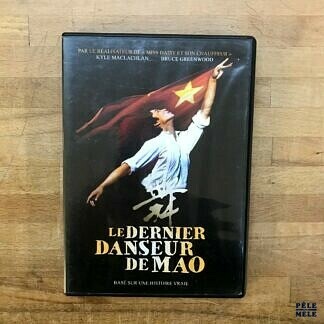 PAR LE RÉALISATEUR DE « MISS DAISY ET SON CHAUFFEUR »
KYLE MACLACHLAN BRUCE GREENWOOD
LE DERNIER
DANSEUR
DE MAO
BASÉ SUR UNE HISTOIRE VRAIE
PÊLE
MÊLE